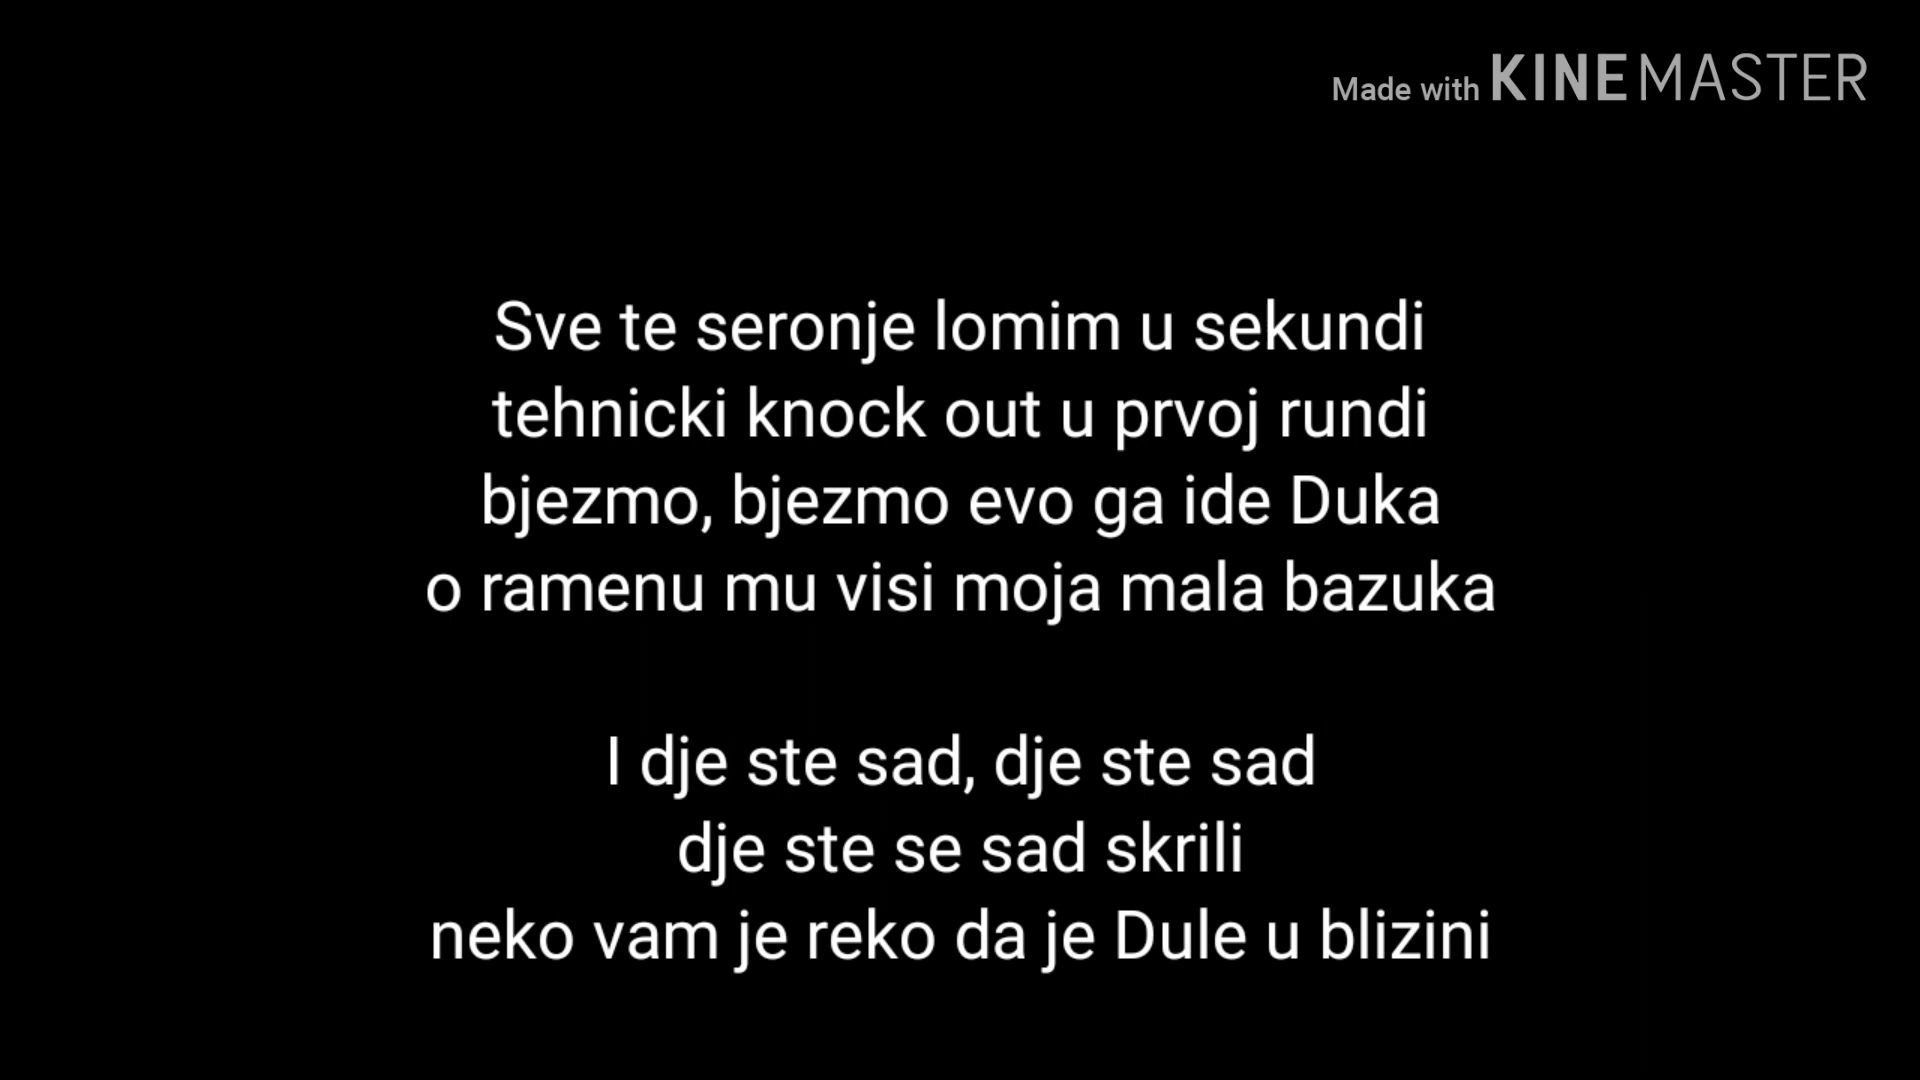 Made with KINEMASTER
Sve te seronje lomim u sekundi
tehnicki knock out u prvoj rundi
bjezmo, bjezmo evo ga ide Duka
o ramenu mu visi moja mala bazuka
I dje ste sad, dje ste sad
dje ste se sad skrili
neko vam je reko da je Dule u blizini